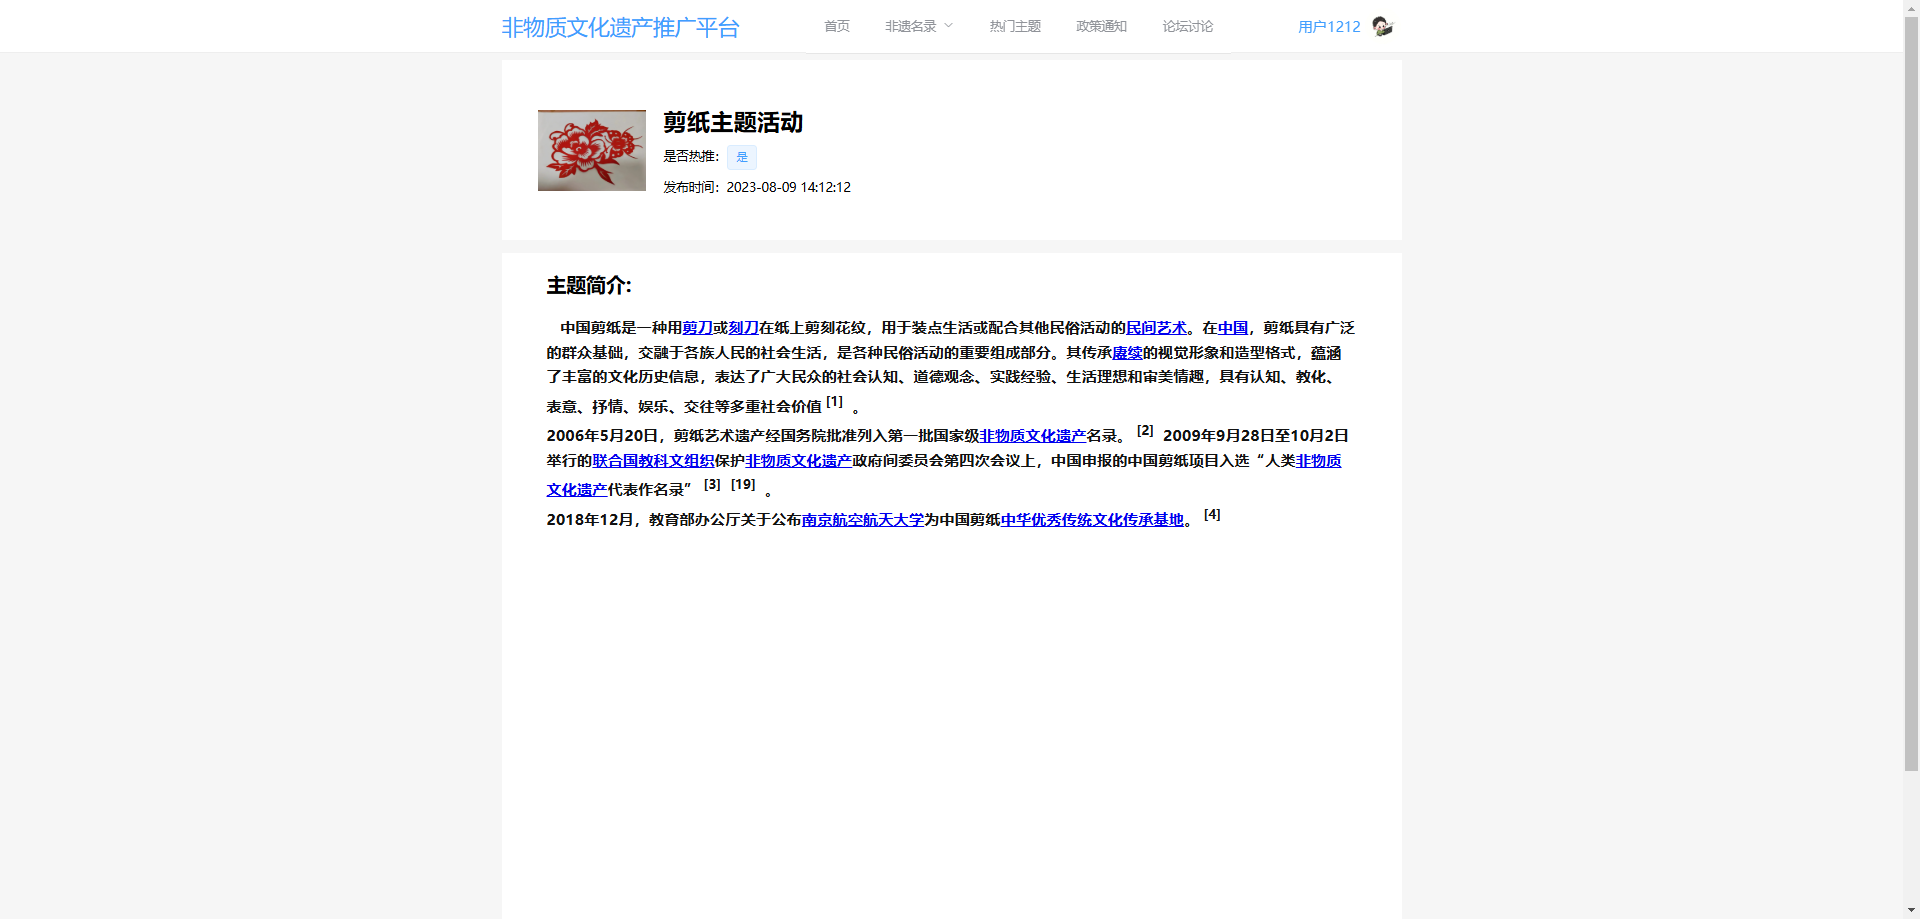 非物质文化遗产推广平台 首页 非遗名录 热门主题 政策通知 论坛讨论 用户1212
剪纸主题活动
是否热推: 是
发布时间: 2023-08-09 14:12:12
主题简介:
中国剪纸是一种用剪刀或刻刀在纸上剪刻花纹，用于装点生活或配合其他民俗活动的民间艺术。在中国，剪纸具有广泛
的群众基础，交融于各族人民的社会生活，是各种民俗活动的重要组成部分。其传承赓续的视觉形象和造型格式，蕴涵
了丰富的文化历史信息，表达了广大民众的社会认知、道德观念、实践经验、生活理想和审美情趣，具有认知、教化、
表意、抒情、娱乐、交往等多重社会价值 [1] 。
2006年5月20日，剪纸艺术遗产经国务院批准列入第一批国家级非物质文化遗产名录。 [2] 2009年9月28日至10月2日
举行的联合国教科文组织保护非物质文化遗产政府间委员会第四次会议上，中国申报的中国剪纸项目入选“人类非物质
文化遗产代表作名录” [3] [19] 。
2018年12月，教育部办公厅关于公布南京航空航天大学为中国剪纸中华优秀传统文化传承基地。 [4]